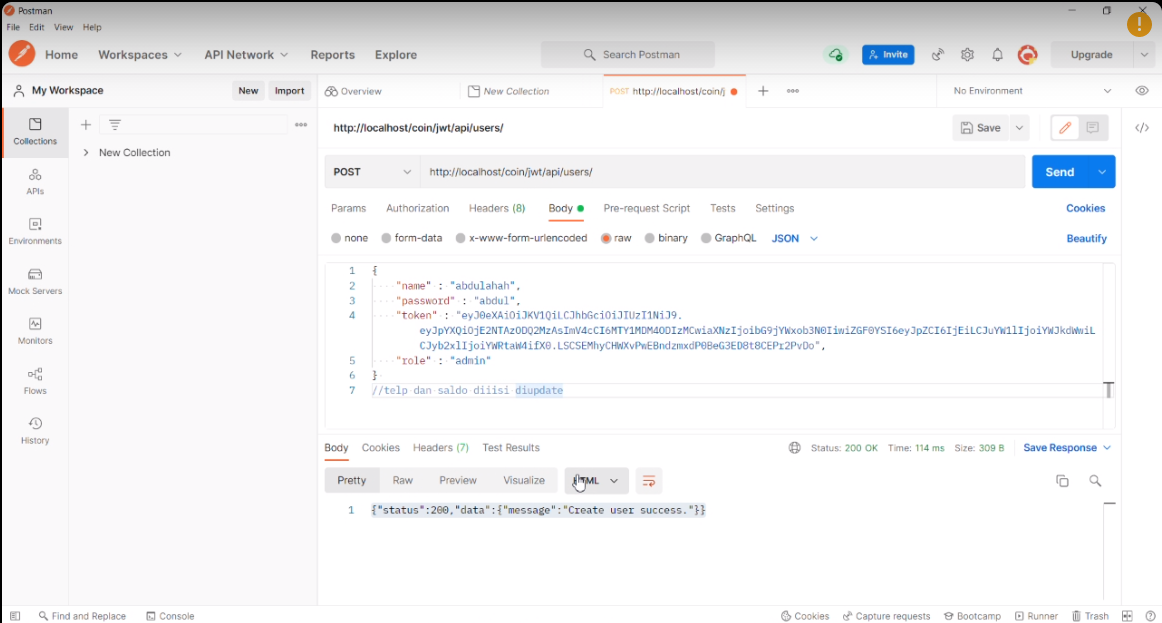 Postman
File Edit View Help
Home Workspaces API Network Reports Explore
Search Postman
Invite
Upgrade
My Workspace
New Import
Overview
New Collection
POST http://localhost/coin/j
No Environment
Collections
New Collection
APIs
Environments
Mock Servers
Monitors
Flows
History
http://localhost/coin/jwt/api/users/
Save
POST http://localhost/coin/jwt/api/users/
Send
Params Authorization Headers (8) Body Pre-request Script Tests Settings
Cookies
none form-data x-www-form-urlencoded raw binary GraphQL JSON
Beautify
1 {
2 "name" : "abdulahah",
3 "password" : "abdul",
4 "token" : "eyJ0eXAiOiJKV1QiLCJhbGciOiJIUzI1NiJ9.
eyJpYXQiOjE2NTAzODQ2MzAsImV4cCI6MTY1MDM4ODIzMCwiaXNzIjoibG9jYWxob3N0IiwiZGF0YSI6eyJpZCI6IjEiLCJuYW1lIjoiYWJkdWwiL
CJyb2xlIjoiYWRtaW4ifX0.LSCSEMhyCHWXvPwEBndzmxdP0BeG3ED8t8CEPr2PvDo",
5 "role" : "admin"
6 }
7 //telp dan saldo diiisi diupdate
Body Cookies Headers (7) Test Results
Status: 200 OK Time: 114 ms Size: 309 B Save Response
Pretty Raw Preview Visualize
1 {"status":200,"data":{"message":"Create user success."}}
Find and Replace Console
Cookies Capture requests Bootcamp Runner Trash